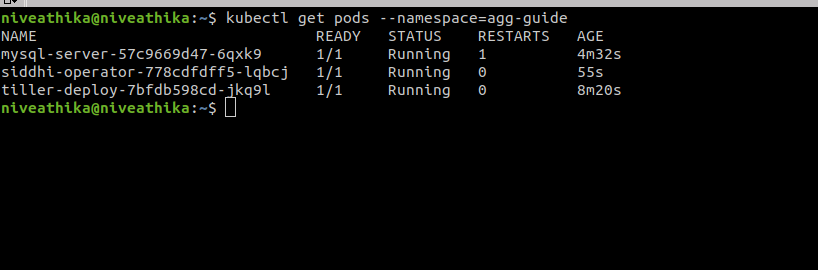 niveathika@niveathika:~$ kubectl get pods --namespace=agg-guide
NAME READY STATUS RESTARTS AGE
mysql-server-57c9669d47-6qxk9 1/1 Running 1 4m32s
siddhi-operator-778cdfdff5-lqbcj 1/1 Running 0 55s
tiller-deploy-7bfdb598cd-jkq9l 1/1 Running 0 8m20s
niveathika@niveathika:~$